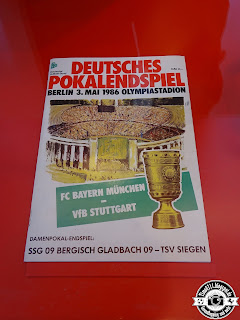 DEUTSCHES
POKALENDSPIEL
BERLIN 3. MAI 1986 OLYMPIASTADION
FC BAYERN MÜNCHEN
–
VfB STUTTGART
DAMENPOKAL-ENDSPIEL:
SSG 09 BERGISCH GLADBACH 09 – TSV SIEGEN